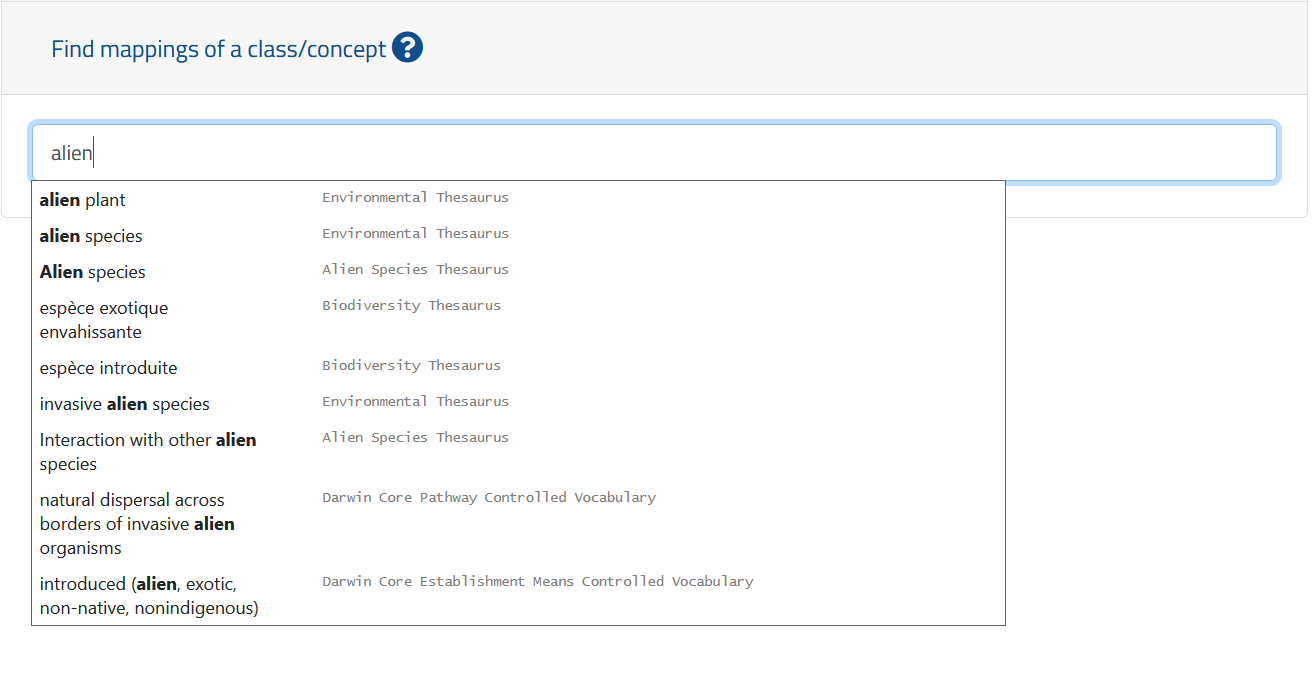 Find mappings of a class/concept ?
alien
alien plant Environmental Thesaurus
alien species Environmental Thesaurus
Alien species Alien Species Thesaurus
espèce exotique Biodiversity Thesaurus
envahissante
espèce introduite Biodiversity Thesaurus
invasive alien species Environmental Thesaurus
Interaction with other alien Alien Species Thesaurus
species
natural dispersal across Darwin Core Pathway Controlled Vocabulary
borders of invasive alien
organisms
introduced (alien, exotic, Darwin Core Establishment Means Controlled Vocabulary
non-native, nonindigenous)